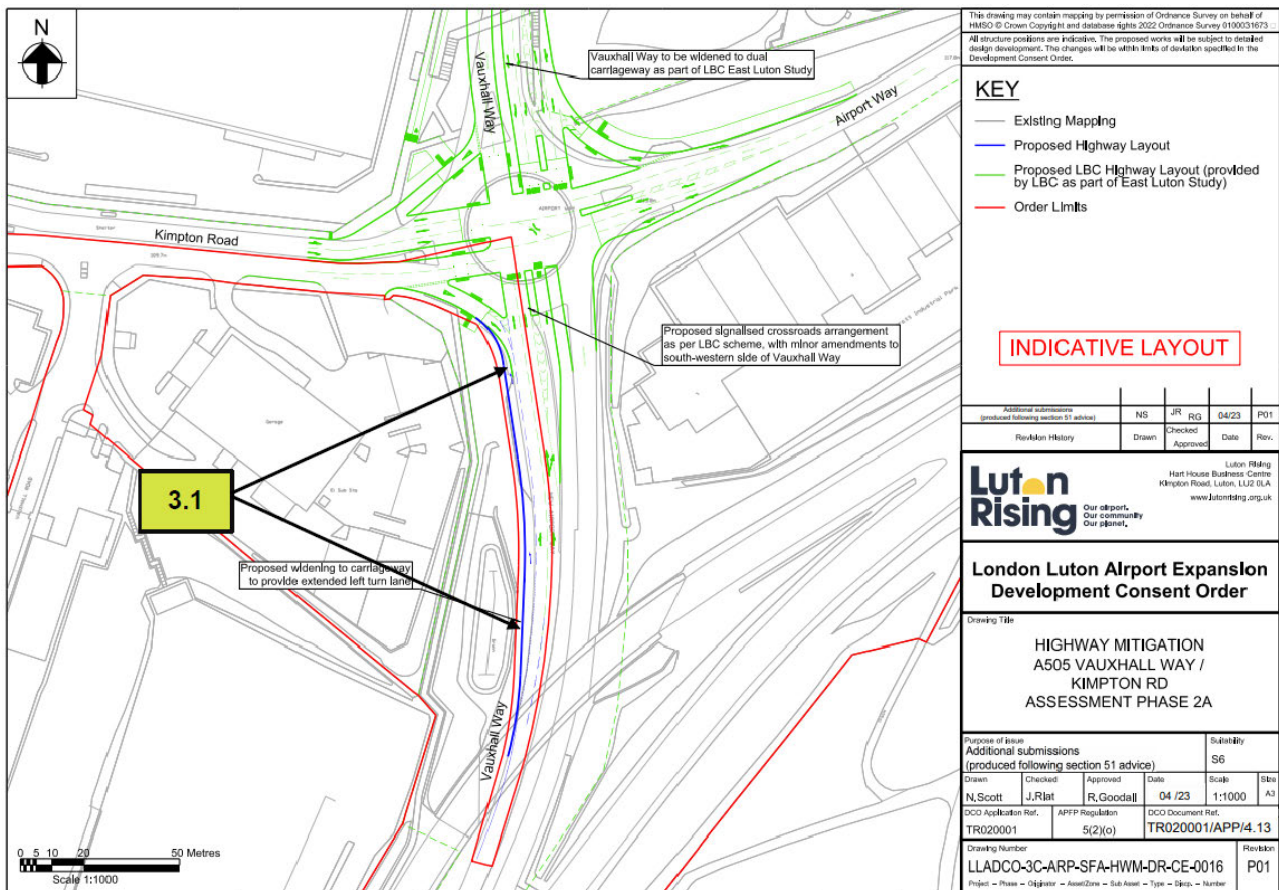 N
Vauxhall Way
Vauxhall Way to be widened to dual
carriageway as part of LBC East Luton Study
Airport Way
Shelter
Kimpton Road
AIRPORT WAY
Proposed signalised crossroads arrangement
as per LBC scheme, with minor amendments to
south-western side of Vauxhall Way
Garage
El Sub Sta
3.1
Proposed widening to carriageway
to provide extended left turn lane
Vauxhall Way
0 5 10 20 50 Metres
Scale 1:1000
This drawing may contain mapping by permission of Ordnance Survey on behalf of
HMSO © Crown Copyright and database rights 2022 Ordnance Survey 0100031673
All structure positions are indicative. The proposed works will be subject to detailed
design development. The changes will be within limits of deviation specified in the
Development Consent Order.
KEY
Existing Mapping
Proposed Highway Layout
Proposed LBC Highway Layout (provided
by LBC as part of East Luton Study)
Order Limits
INDICATIVE LAYOUT
Additional submissions
(produced following section 51 advice)
NS
JR RG
04/23
P01
Revision History
Drawn
Checked
Approved
Date
Rev.
Luton
Rising
Our airport.
Our community
Our planet.
Luton Rising
Hart House Business Centre
Kimpton Road, Luton, LU2 0LA
www.lutonrising.org.uk
London Luton Airport Expansion
Development Consent Order
Drawing Title
HIGHWAY MITIGATION
A505 VAUXHALL WAY /
KIMPTON RD
ASSESSMENT PHASE 2A
Purpose of issue
Additional submissions
(produced following section 51 advice)
Suitability
S6
Drawn
N.Scott
Checked
J.Riat
Approved
R.Goodall
Date
04 /23
Scale
1:1000
Size
A3
DCO Application Ref.
TR020001
APFP Regulation
5(2)(o)
DCO Document Ref.
TR020001/APP/4.13
Drawing Number
LLADCO-3C-ARP-SFA-HWM-DR-CE-0016
Project – Phase – Originator – Asset/Zone – Sub Asset – Type – Discp. – Number
Revision
P01